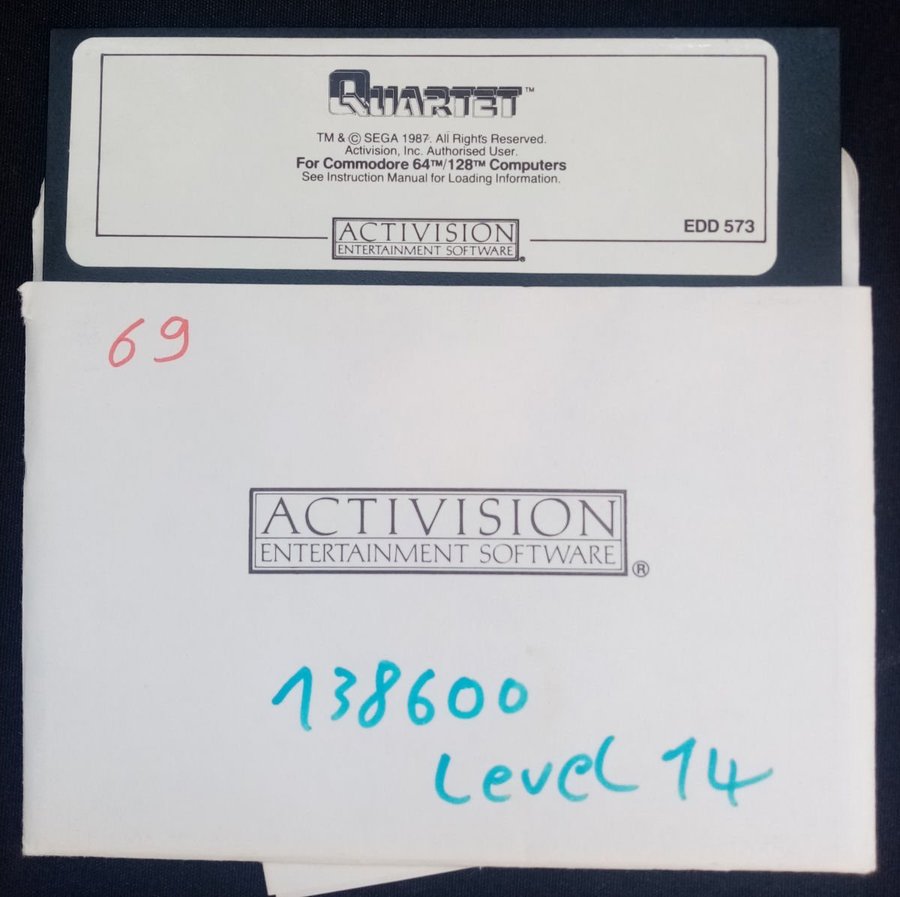 QUARTET™
TM & © SEGA 1987. All Rights Reserved.
Activision, Inc. Authorised User.
For Commodore 64™/128™ Computers
See Instruction Manual for Loading Information.
ACTIVISION
ENTERTAINMENT SOFTWARE®
EDD 573
69
ACTIVISION
ENTERTAINMENT SOFTWARE®
138600
Level 14